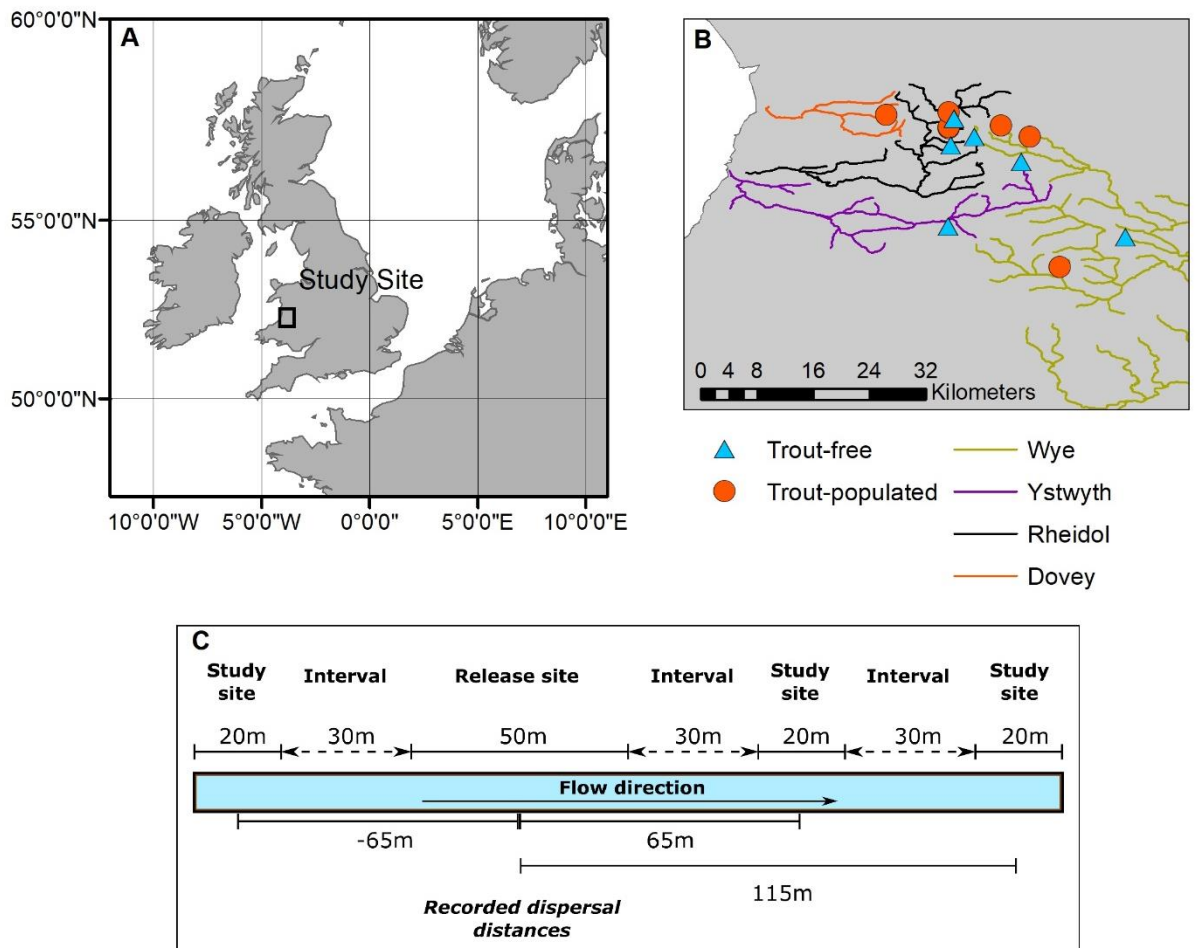 A
60°0'0"N
55°0'0"N
50°0'0"N
Study Site
10°0'0"W 5°0'0"W 0°0'0" 5°0'0"E 10°0'0"E
B
0 4 8 16 24 32
Kilometers
Trout-free
Trout-populated
Wye
Ystwyth
Rheidol
Dovey
C
Study site Interval Release site Interval Study site Interval Study site
20m 30m 50m 30m 20m 30m 20m
Flow direction
-65m 65m
115m
Recorded dispersal
distances